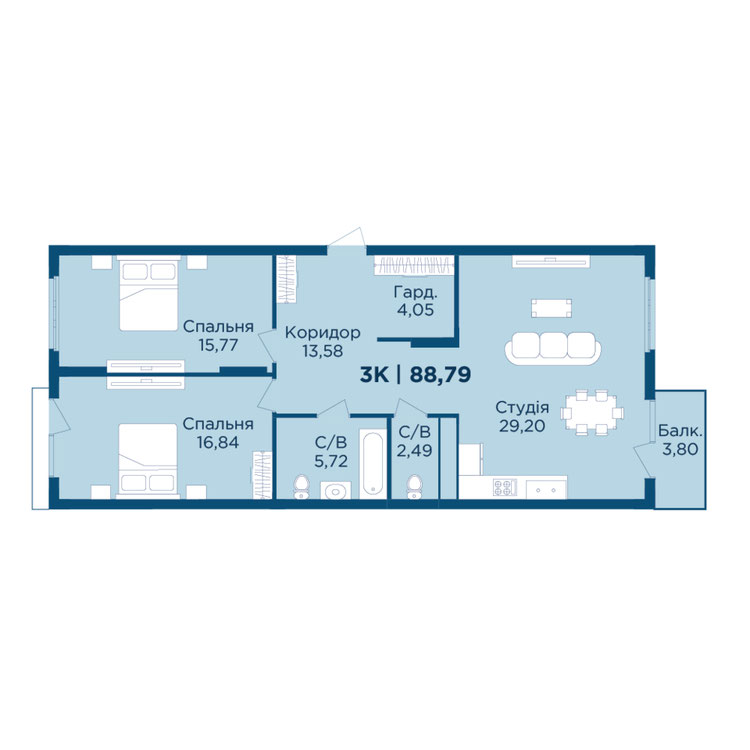 Спальня
15,77
Коридор
13,58
Гард.
4,05
3К | 88,79
Спальня
16,84
С/В
5,72
С/В
2,49
Студія
29,20
Балк.
3,80